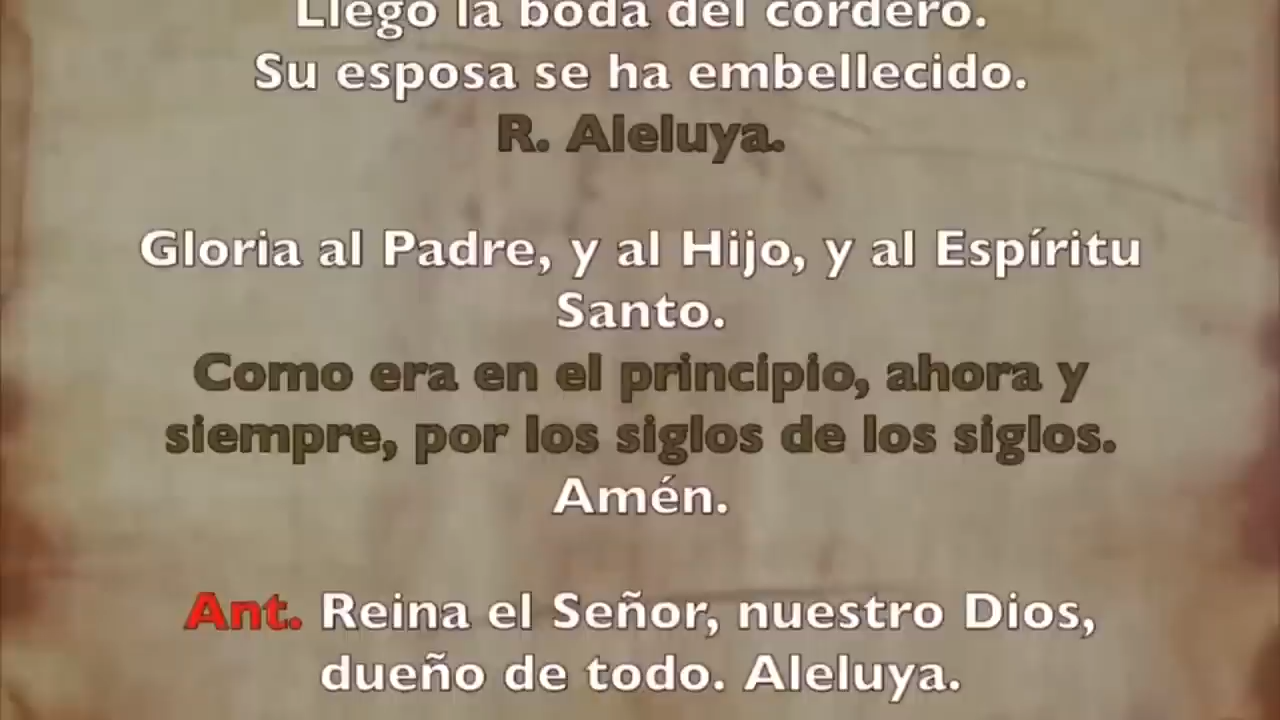 Llegó la boda del cordero.
Su esposa se ha embellecido.
R. Aleluya.
Gloria al Padre, y al Hijo, y al Espíritu
Santo.
Como era en el principio, ahora y
siempre, por los siglos de los siglos.
Amén.
Ant. Reina el Señor, nuestro Dios,
dueño de todo. Aleluya.